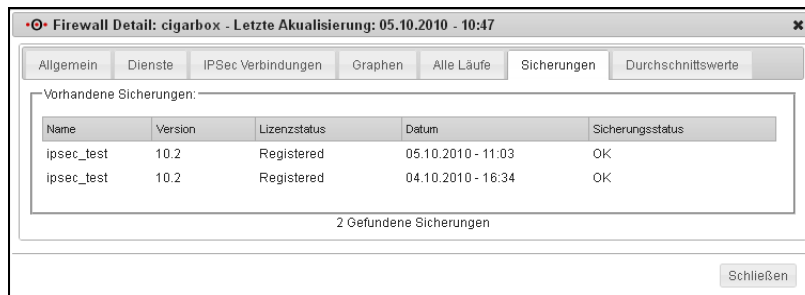 Firewall Detail: cigarbox - Letzte Akualisierung: 05.10.2010 - 10:47
Allgemein Dienste IPSec Verbindungen Graphen Alle Läufe Sicherungen Durchschnittswerte
Vorhandene Sicherungen:
Name Version Lizenzstatus Datum Sicherungsstatus
ipsec_test 10.2 Registered 05.10.2010 - 11:03 OK
ipsec_test 10.2 Registered 04.10.2010 - 16:34 OK
2 Gefundene Sicherungen
Schließen